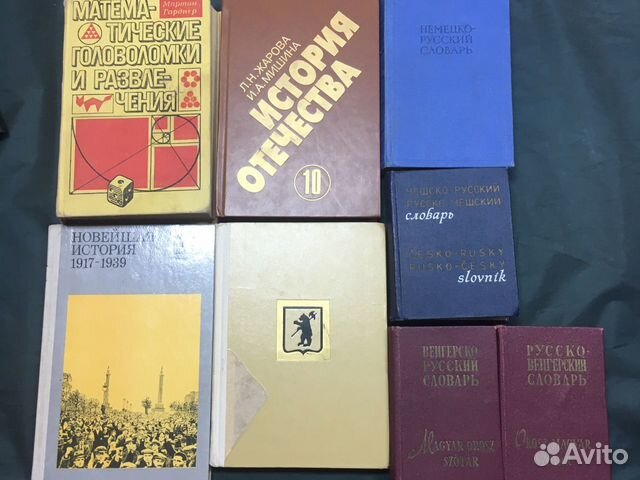 Мартин
Гарднер
МАТЕМА-
ТИЧЕСКИЕ
ГОЛОВОЛОМКИ
И РАЗВЛЕ-
ЧЕНИЯ
Л.Н. ЖАРОВА
И.А. МИШИНА
ИСТОРИЯ
ОТЕЧЕСТВА
10
НЕМЕЦКО-
РУССКИЙ
СЛОВАРЬ
ЧЕШСКО-РУССКИЙ
РУССКО-ЧЕШСКИЙ
словарь
ČESKO-RUSKÝ
RUSKO-ČESKÝ
slovník
НОВЕЙШАЯ
ИСТОРИЯ
1917-1939
ВЕНГЕРСКО
РУССКИЙ
СЛОВАРЬ
MAGYAR OROSZ
SZÓTÁR
РУССКО-
ВЕНГЕРСКИЙ
СЛОВАРЬ
Avito